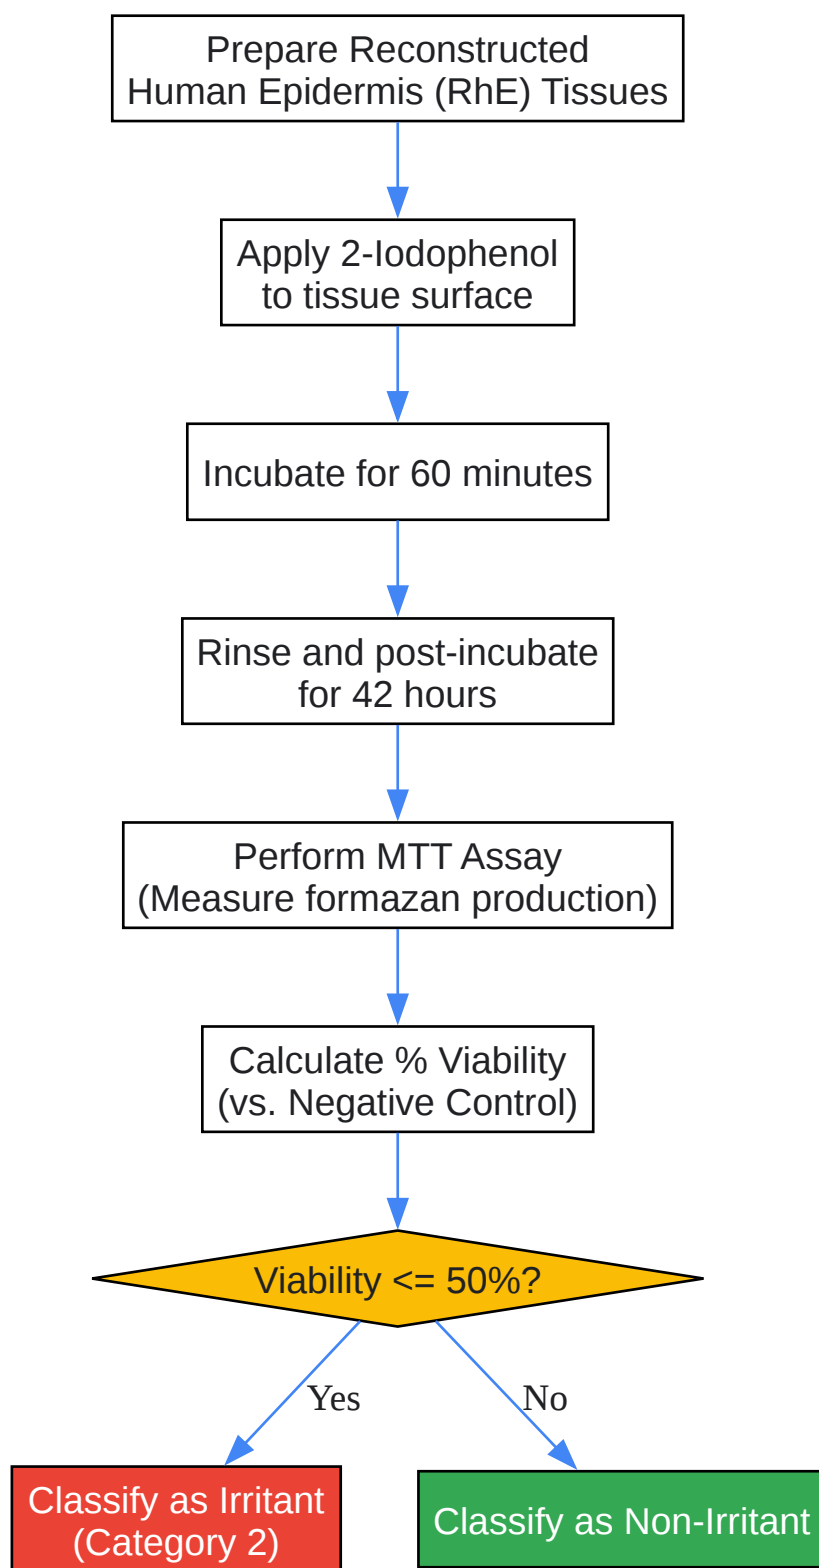 Prepare Reconstructed
Human Epidermis (RhE) Tissues
Apply 2-Iodophenol
to tissue surface
Incubate for 60 minutes
Rinse and post-incubate
for 42 hours
Perform MTT Assay
(Measure formazan production)
Calculate % Viability
(vs. Negative Control)
Viability <= 50%?
Yes
No
Classify as Irritant
(Category 2)
Classify as Non-Irritant